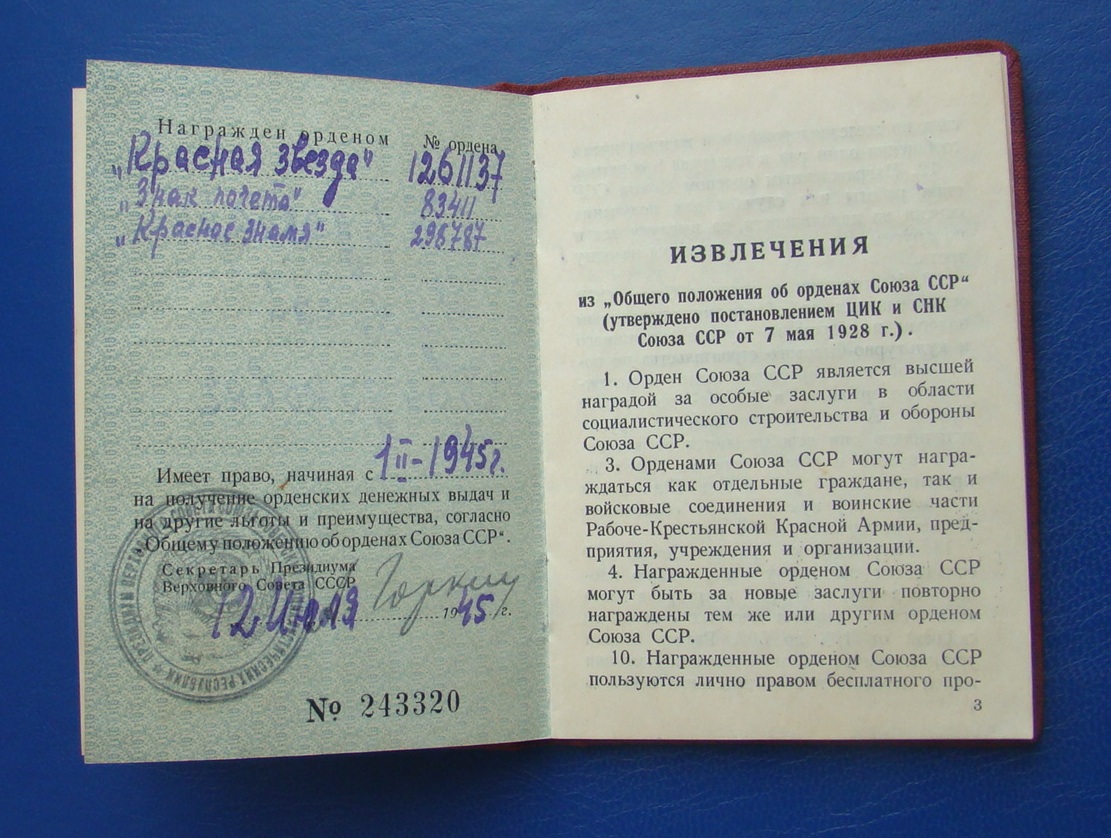 Награжден орденом № ордена
„Красная звезда" 1261137
„Знак почета" 83411
„Красное Знамя" 296787
Имеет право, начиная с 1 II-1945г.
на получение орденских денежных выдач и
на другие льготы и преимущества, согласно
„Общему положению об орденах Союза ССР".
Секретарь Президиума
Верховного Совета СССР Горкин
12 Июля 1945 г.
№ 243320
ИЗВЛЕЧЕНИЯ
из „Общего положения об орденах Союза ССР"
(утверждено постановлением ЦИК и СНК
Союза ССР от 7 мая 1928 г.).
1. Орден Союза ССР является высшей
наградой за особые заслуги в области
социалистического строительства и обороны
Союза ССР.
3. Орденами Союза ССР могут награ-
ждаться как отдельные граждане, так и
войсковые соединения и воинские части
Рабоче-Крестьянской Красной Армии, пред-
приятия, учреждения и организации.
4. Награжденные орденом Союза ССР
могут быть за новые заслуги повторно
награждены тем же или другим орденом
Союза ССР.
10. Награжденные орденом Союза ССР
пользуются лично правом бесплатного про-
3